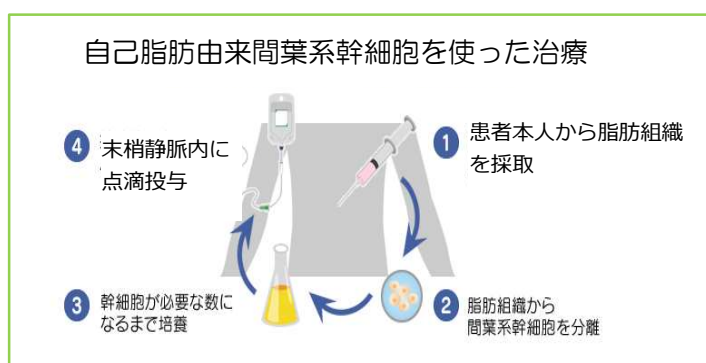 自己脂肪由来間葉系幹細胞を使った治療
1 患者本人から脂肪組織
を採取
2 脂肪組織から
間葉系幹細胞を分離
3 幹細胞が必要な数に
なるまで培養
4 末梢静脈内に
点滴投与